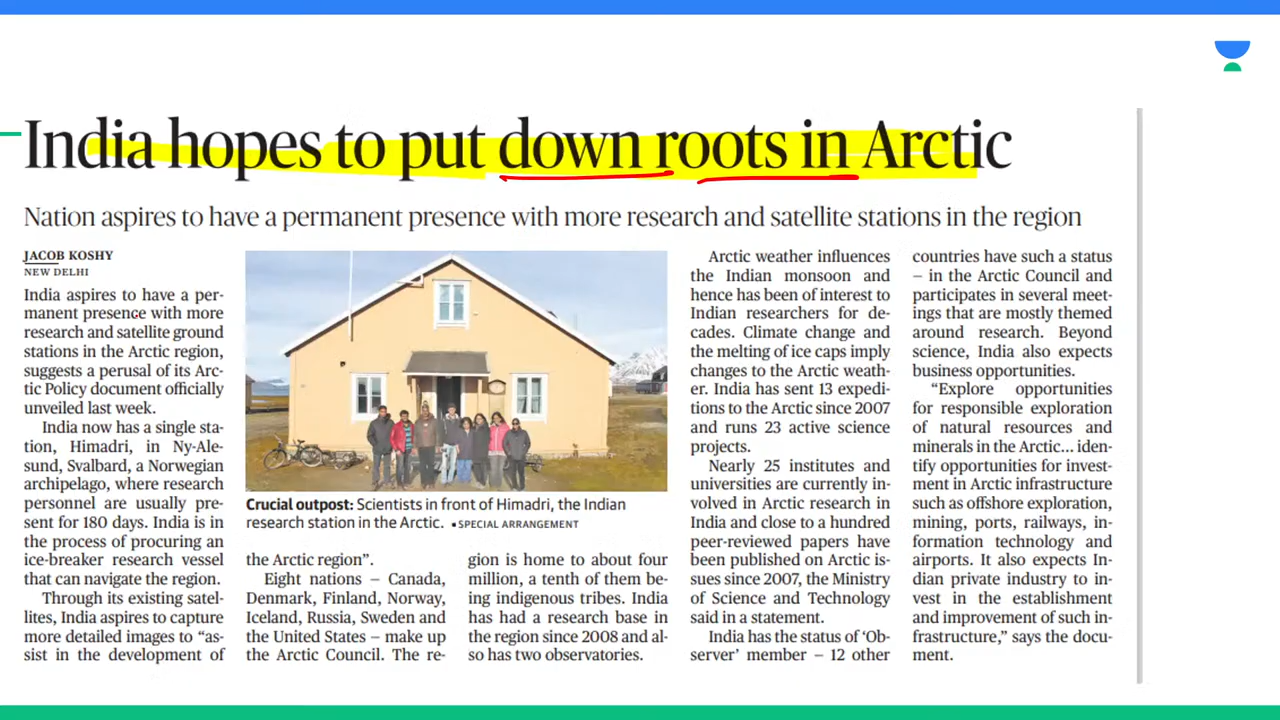 India hopes to put down roots in Arctic
Nation aspires to have a permanent presence with more research and satellite stations in the region
JACOB KOSHY
NEW DELHI
India aspires to have a per-
manent presence with more
research and satellite ground
stations in the Arctic region,
suggests a perusal of its Arc-
tic Policy document officially
unveiled last week.
India now has a single sta-
tion, Himadri, in Ny-Ale-
sund, Svalbard, a Norwegian
archipelago, where research
personnel are usually pre-
sent for 180 days. India is in
the process of procuring an
ice-breaker research vessel
that can navigate the region.
Through its existing satel-
lites, India aspires to capture
more detailed images to “as-
sist in the development of
Crucial outpost: Scientists in front of Himadri, the Indian
research station in the Arctic. ▪SPECIAL ARRANGEMENT
the Arctic region”.
Eight nations – Canada,
Denmark, Finland, Norway,
Iceland, Russia, Sweden and
the United States – make up
the Arctic Council. The re-
gion is home to about four
million, a tenth of them be-
ing indigenous tribes. India
has had a research base in
the region since 2008 and al-
so has two observatories.
Arctic weather influences
the Indian monsoon and
hence has been of interest to
Indian researchers for de-
cades. Climate change and
the melting of ice caps imply
changes to the Arctic weath-
er. India has sent 13 expedi-
tions to the Arctic since 2007
and runs 23 active science
projects.
Nearly 25 institutes and
universities are currently in-
volved in Arctic research in
India and close to a hundred
peer-reviewed papers have
been published on Arctic is-
sues since 2007, the Ministry
of Science and Technology
said in a statement.
India has the status of ‘Ob-
server’ member – 12 other
countries have such a status
– in the Arctic Council and
participates in several meet-
ings that are mostly themed
around research. Beyond
science, India also expects
business opportunities.
“Explore opportunities
for responsible exploration
of natural resources and
minerals in the Arctic... iden-
tify opportunities for invest-
ment in Arctic infrastructure
such as offshore exploration,
mining, ports, railways, in-
formation technology and
airports. It also expects In-
dian private industry to in-
vest in the establishment
and improvement of such in-
frastructure,” says the docu-
ment.